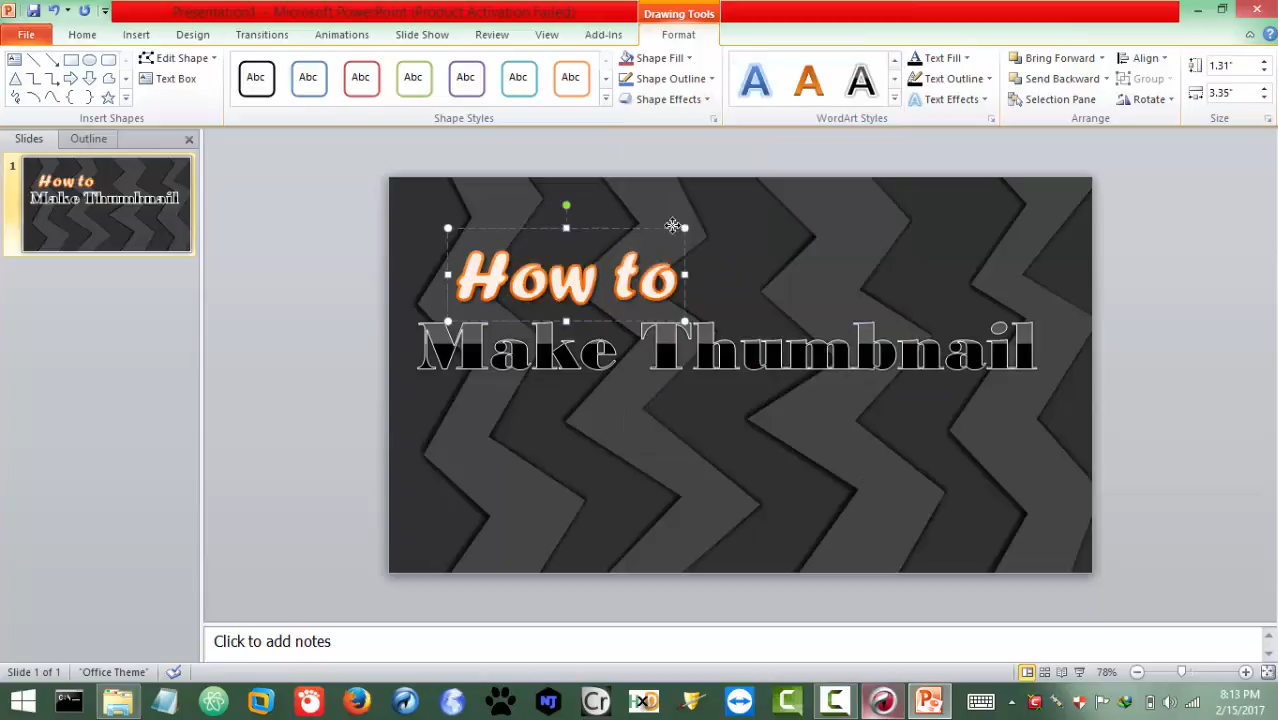 Presentation1 - Microsoft PowerPoint (Product Activation Failed)
Drawing Tools
File Home Insert Design Transitions Animations Slide Show Review View Add-Ins Format
Edit Shape
Text Box
Insert Shapes
Abc Abc Abc Abc Abc Abc Abc
Shape Fill
Shape Outline
Shape Effects
Shape Styles
A A A
Text Fill
Text Outline
Text Effects
WordArt Styles
Bring Forward
Send Backward
Selection Pane
Align
Group
Rotate
Arrange
1.31"
3.35"
Size
Slides Outline
1
How to
Make Thumbnail
How to
Make Thumbnail
Click to add notes
Slide 1 of 1 "Office Theme" 78%
8:13 PM
2/15/2017